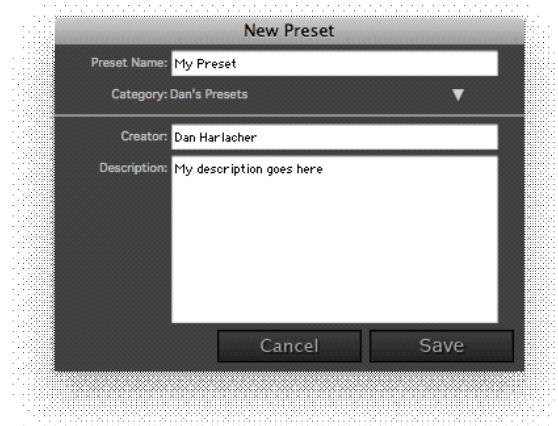 New Preset
Preset Name: My Preset
Category: Dan's Presets
Creator: Dan Harlacher
Description: My description goes here
Cancel Save